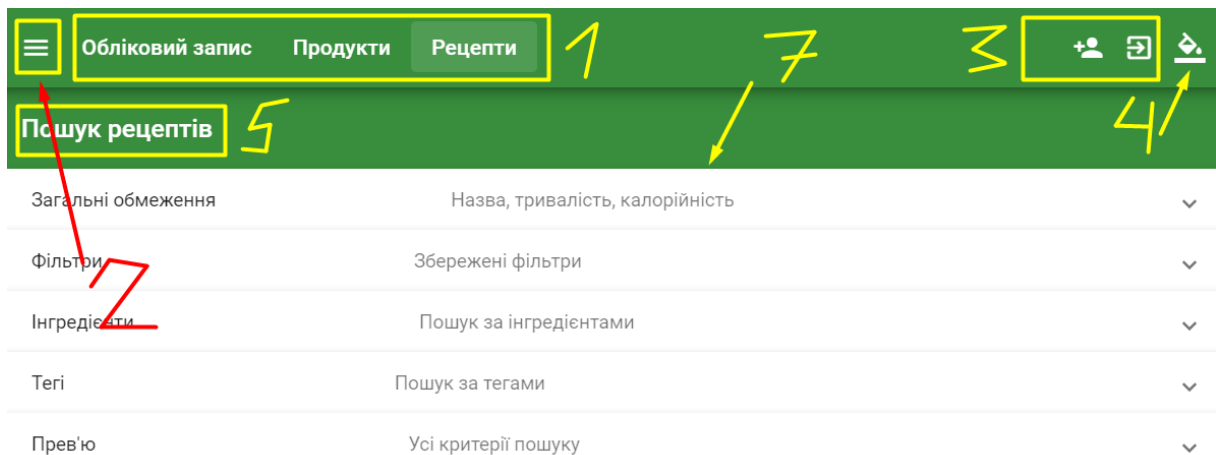 Обліковий запис Продукти Рецепти 1 7 3
Пошук рецептів 5 4
Загальні обмеження Назва, тривалість, калорійність
Фільтри Збережені фільтри
2
Інгредієнти Пошук за інгредієнтами
Тегі Пошук за тегами
Прев'ю Усі критерії пошуку